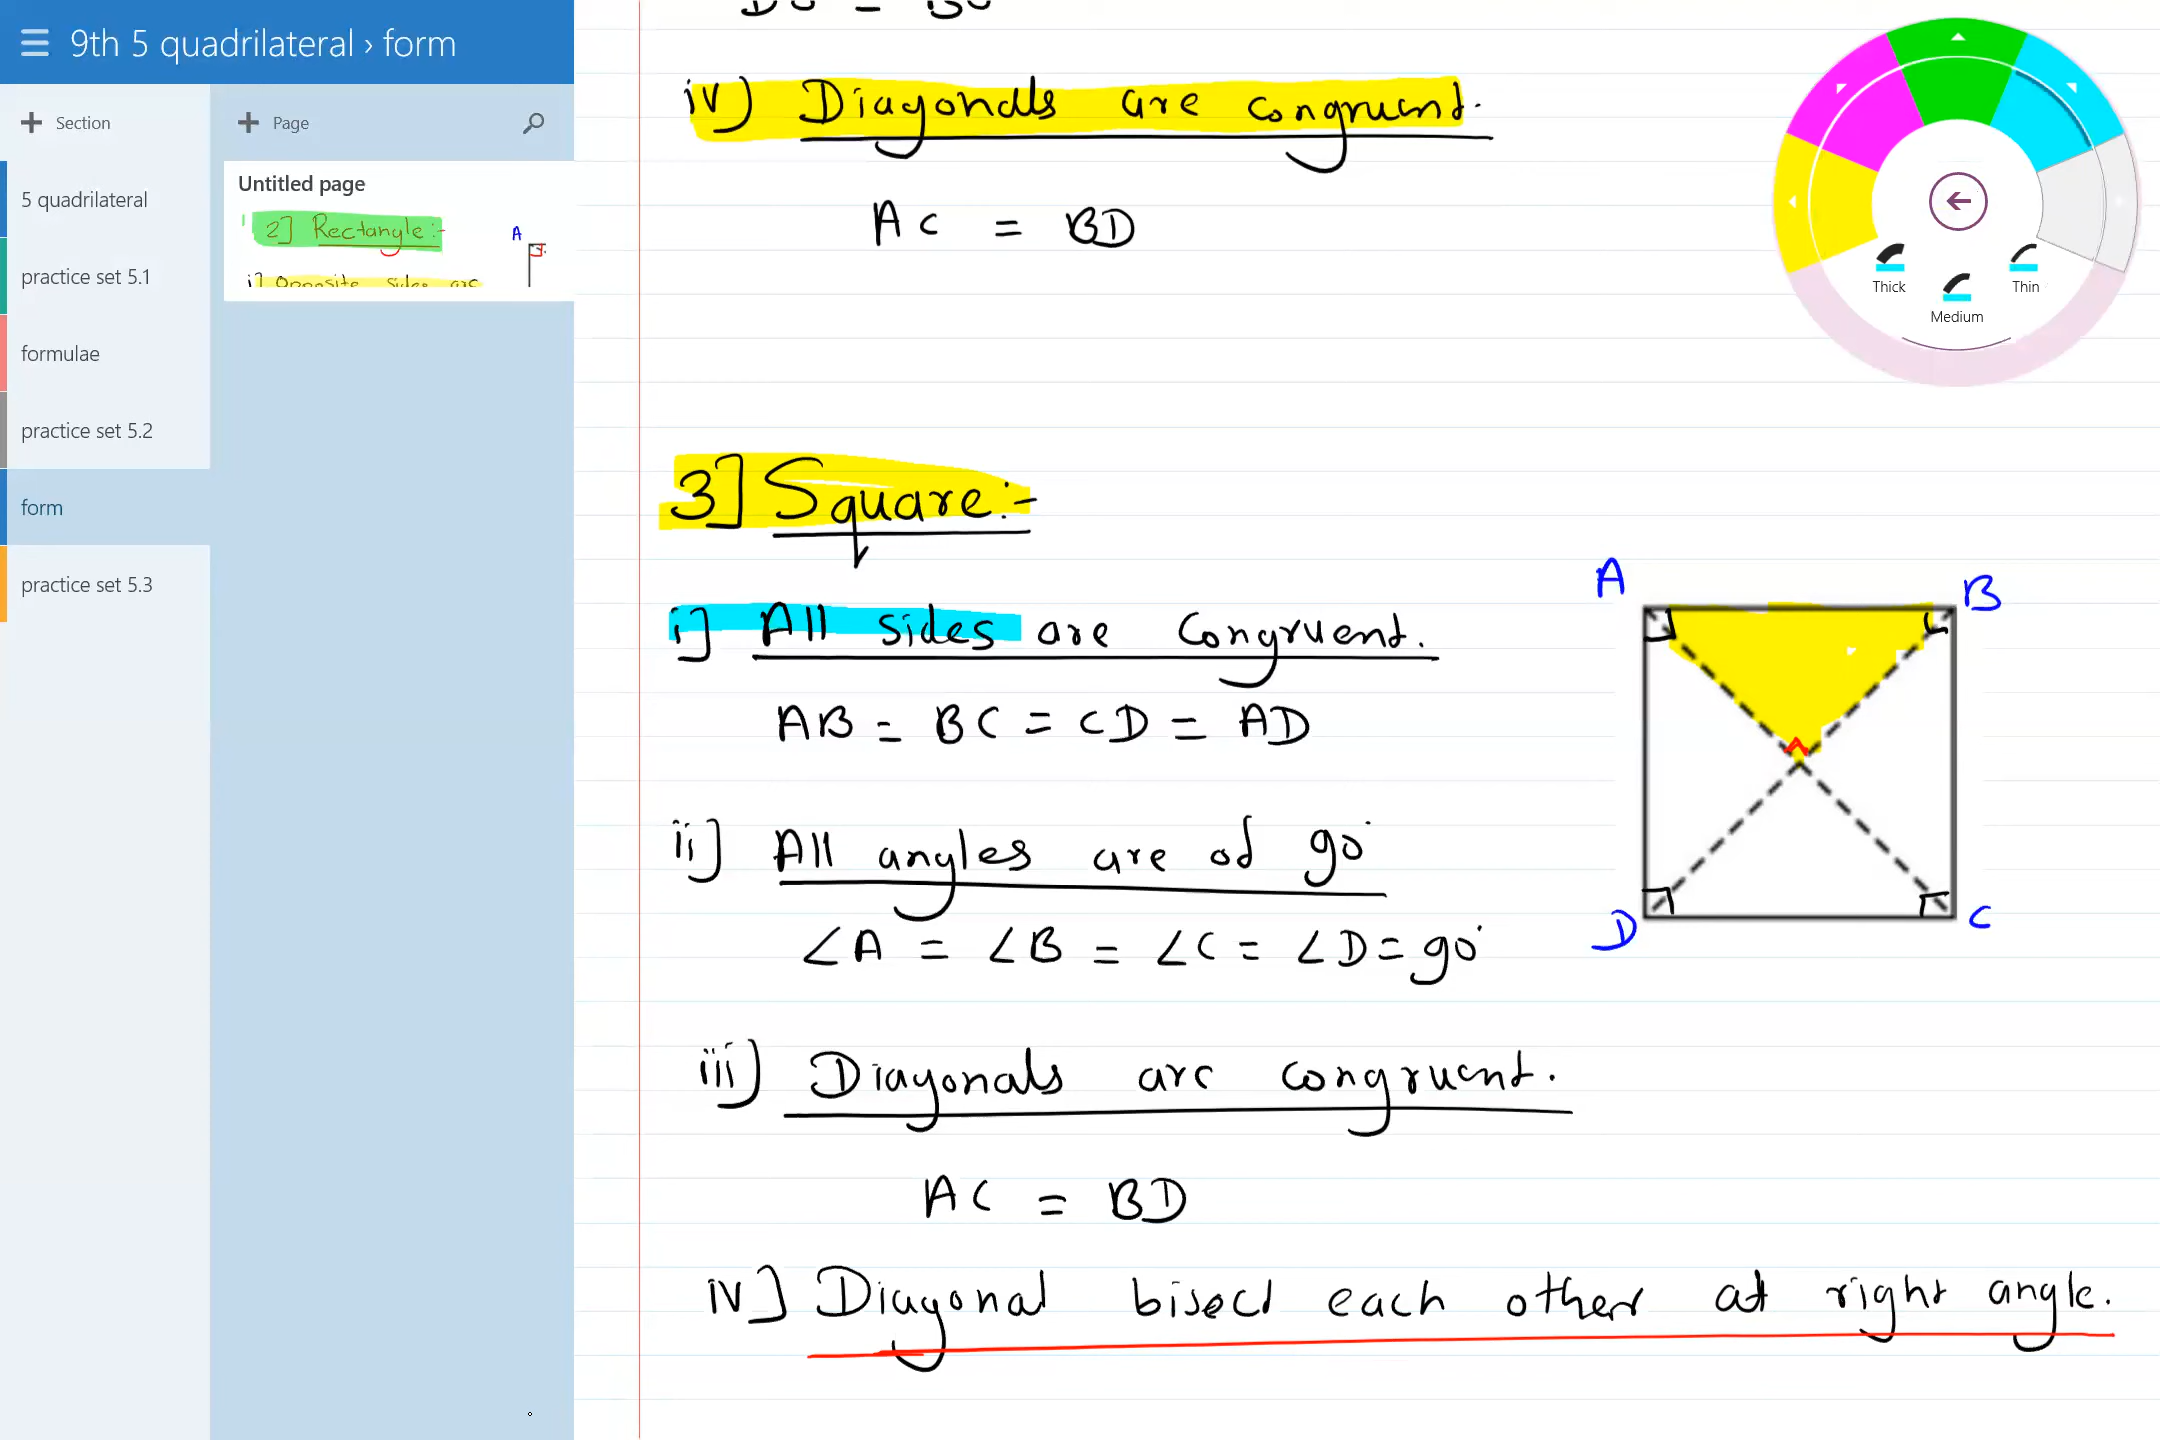 9th 5 quadrilateral › form
Section
Page
5 quadrilateral
practice set 5.1
formulae
practice set 5.2
form
practice set 5.3
Untitled page
2] Rectangle :-
A
i] Opposite sides are
iv) Diagonals are congruent.
AC = BD
3] Square :-
i] All sides are congruent.
AB = BC = CD = AD
ii] All angles are of 90°
∠A = ∠B = ∠C = ∠D = 90°
iii) Diagonals are congruent.
AC = BD
iv] Diagonal bisect each other at right angle.
A
B
D
C
Thick
Medium
Thin